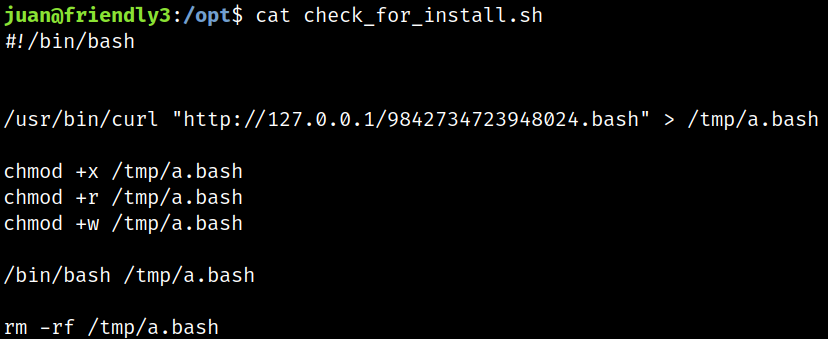 juan@friendly3:/opt$ cat check_for_install.sh
#!/bin/bash
/usr/bin/curl "http://127.0.0.1/9842734723948024.bash" > /tmp/a.bash
chmod +x /tmp/a.bash
chmod +r /tmp/a.bash
chmod +w /tmp/a.bash
/bin/bash /tmp/a.bash
rm -rf /tmp/a.bash